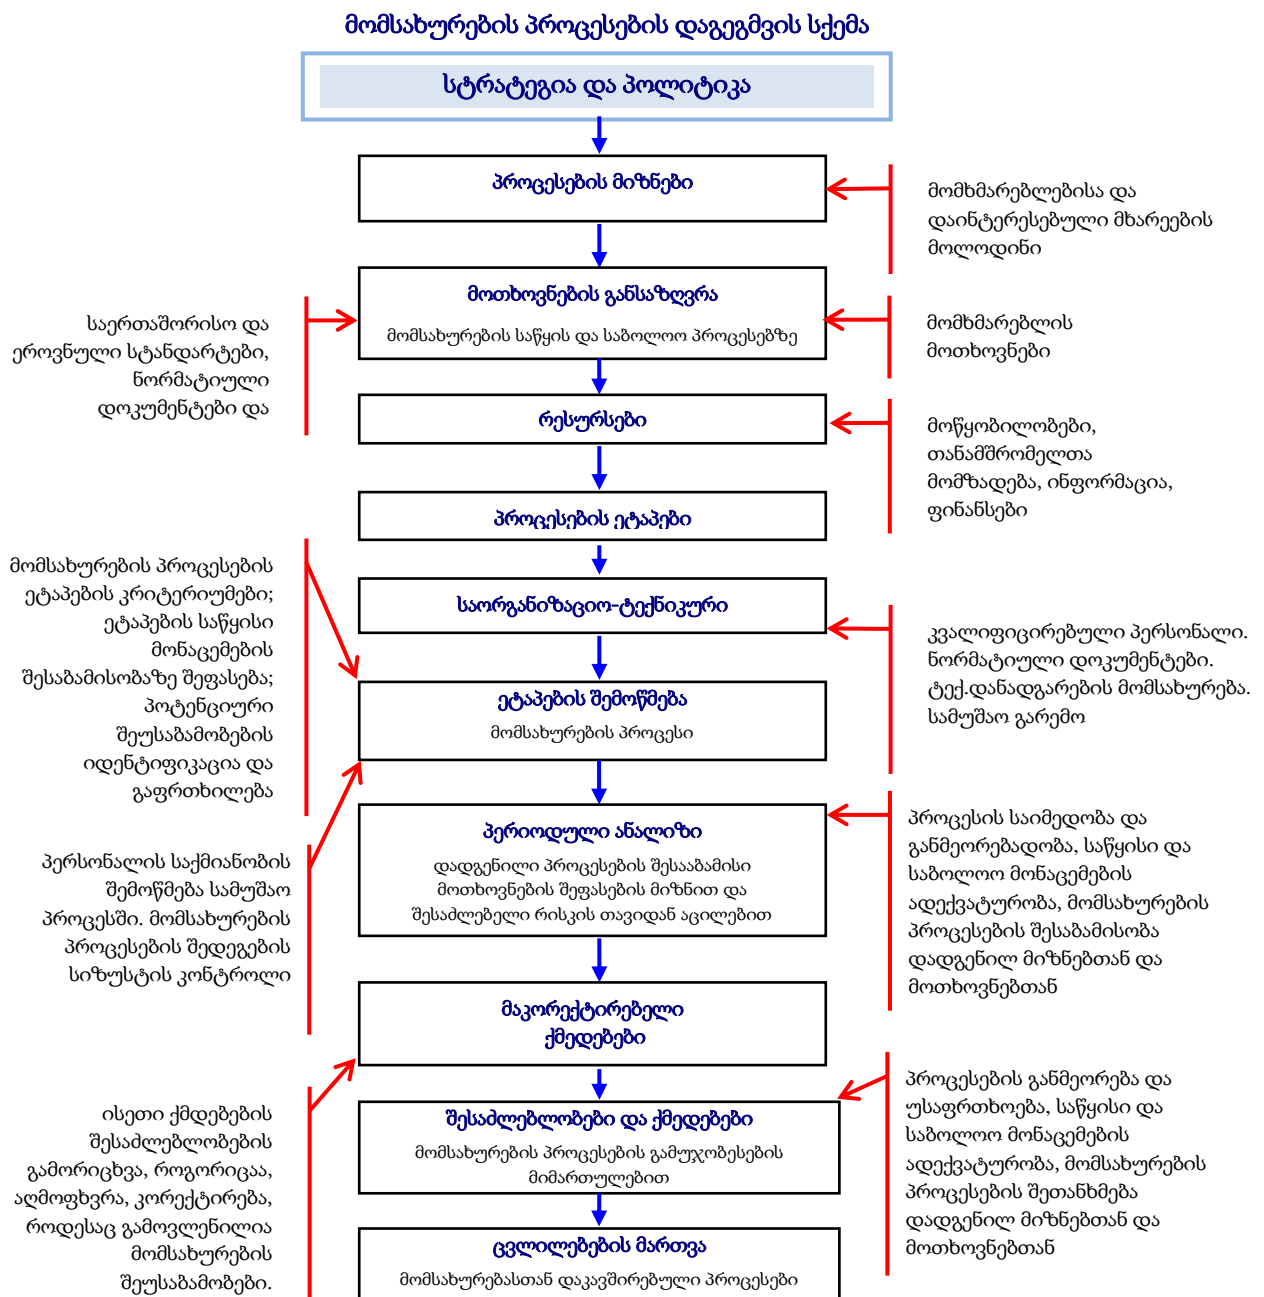 მომსახურების პროცესების დაგეგმვის სქემა
სტრატეგია და პოლიტიკა
პროცესების მიზნები
მომხმარებლებისა და
დაინტერესებული მხარეების
მოლოდინი
მოთხოვნების განსაზღვრა
მომსახურების საწყის და საბოლოო პროცესებზე
საერთაშორისო და
ეროვნული სტანდარტები,
ნორმატიული
დოკუმენტები და
მომხმარებლის
მოთხოვნები
რესურსები
მოწყობილობები,
თანამშრომელთა
მომზადება, ინფორმაცია,
ფინანსები
პროცესების ეტაპები
საორგანიზაციო-ტექნიკური
კვალიფიცირებული პერსონალი.
ნორმატიული დოკუმენტები.
ტექ.დანადგარების მომსახურება.
სამუშაო გარემო
მომსახურების პროცესების
ეტაპების კრიტერიუმები;
ეტაპების საწყისი
მონაცემების
შესაბამისობაზე შეფასება;
პოტენციური
შეუსაბამობების
იდენტიფიკაცია და
გაფრთხილება
ეტაპების შემოწმება
მომსახურების პროცესი
პერიოდული ანალიზი
დადგენილი პროცესების შესააბამისი
მოთხოვნების შეფასების მიზნით და
შესაძლებელი რისკის თავიდან აცილებით
პროცესის საიმედობა და
განმეორებადობა, საწყისი და
საბოლოო მონაცემების
ადექვატურობა, მომსახურების
პროცესების შესაბამისობა
დადგენილ მიზნებთან და
მოთხოვნებთან
პერსონალის საქმიანობის
შემოწმება სამუშაო
პროცესში. მომსახურების
პროცესების შედეგების
სიზუსტის კონტროლი
მაკორექტირებელი
ქმედებები
შესაძლებლობები და ქმედებები
მომსახურების პროცესების გამუჯობესების
მიმართულებით
პროცესების განმეორება და
უსაფრთხოება, საწყისი და
საბოლოო მონაცემების
ადექვატურობა, მომსახურების
პროცესების შეთანხმება
დადგენილ მიზნებთან და
მოთხოვნებთან
ისეთი ქმდებების
შესაძლებლობების
გამორიცხვა, როგორიცაა,
აღმოფხვრა, კორექტირება,
როდესაც გამოვლენილია
მომსახურების
შეუსაბამობები.
ცვლილებების მართვა
მომსახურებასთან დაკავშირებული პროცესები